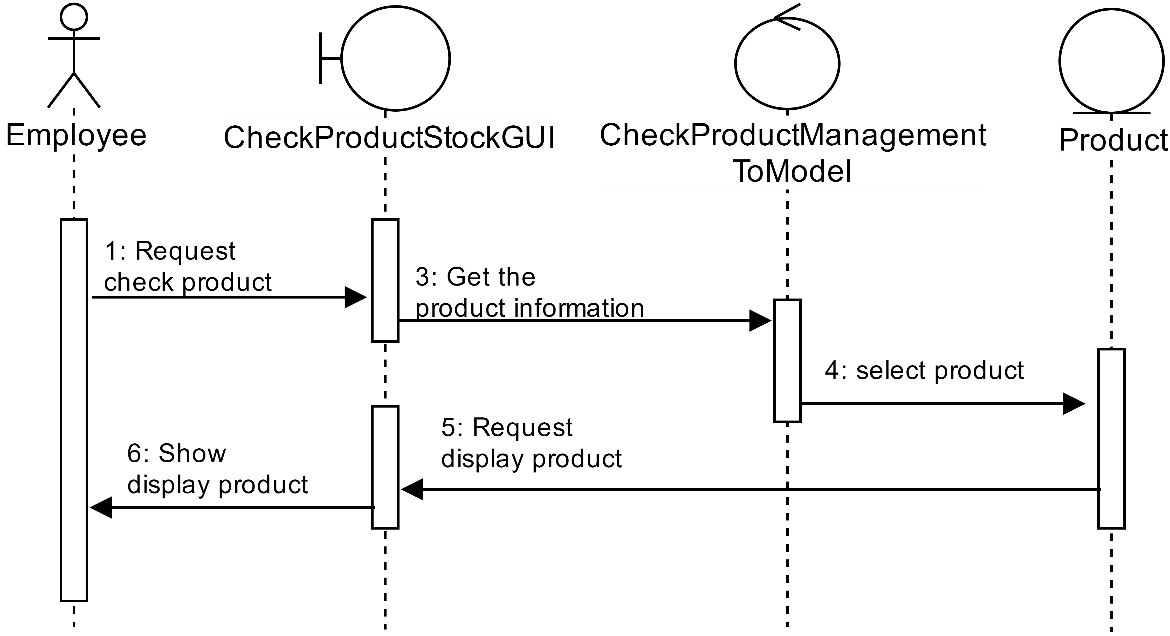 Employee
CheckProductStockGUI
CheckProductManagement
ToModel
Product
1: Request
check product
3: Get the
product information
4: select product
5: Request
display product
6: Show
display product